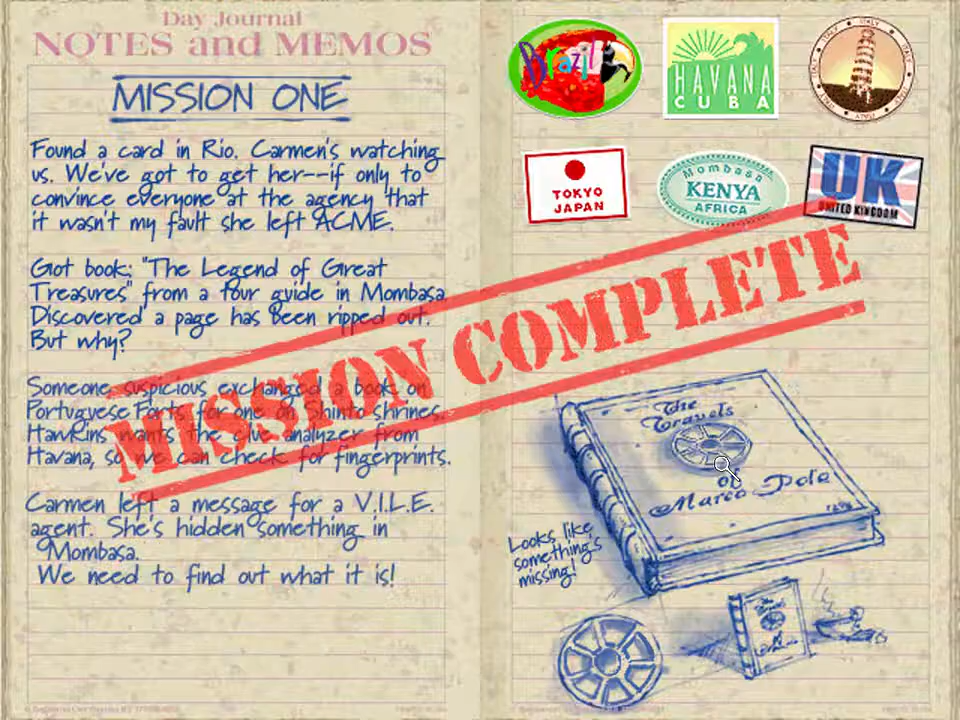 Day Journal
NOTES and MEMOS
MISSION ONE
Found a card in Rio. Carmen's watching
us. We've got to get her--if only to
convince everyone at the agency that
it wasn't my fault she left ACME.
Got book; "The Legend of Great
Treasures" from a tour guide in Mombasa.
Discovered a page has been ripped out.
But why?
Someone suspicious exchanged a book on
Portuguese Forts for one on Shinto shrines.
Hawkins wants the clue analyzer from
Havana, so we can check for fingerprints.
Carmen left a message for a V.I.L.E.
agent. She's hidden something in
Mombasa.
We need to find out what it is!
Brazil
HAVANA
CUBA
ITALY ITALY ITALY ITALY ITALY
TOKYO
JAPAN
Mombasa
KENYA
AFRICA
UK
UNITED KINGDOM
MISSION COMPLETE
The
Travels
of
Marco Polo
Looks like
something's
missing!